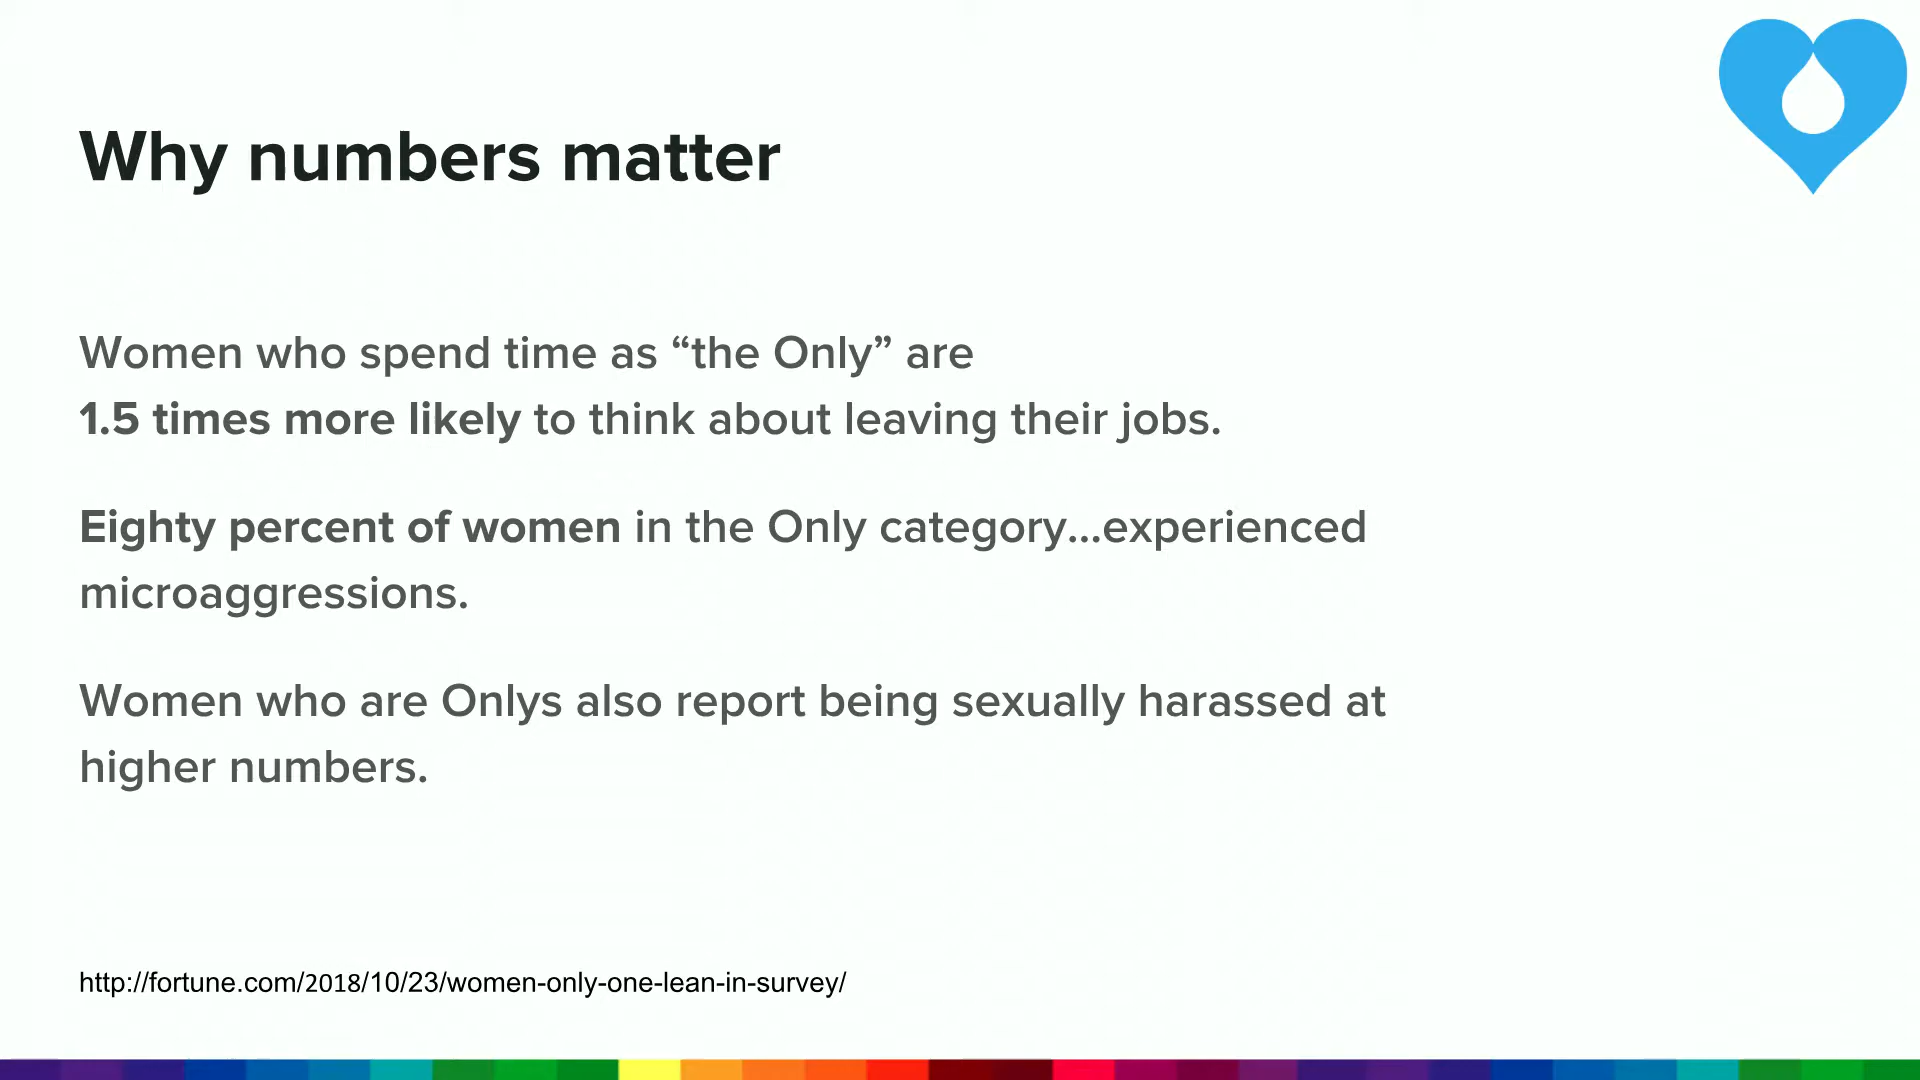 Why numbers matter
Women who spend time as “the Only” are
1.5 times more likely to think about leaving their jobs.
Eighty percent of women in the Only category...experienced
microaggressions.
Women who are Onlys also report being sexually harassed at
higher numbers.
http://fortune.com/2018/10/23/women-only-one-lean-in-survey/